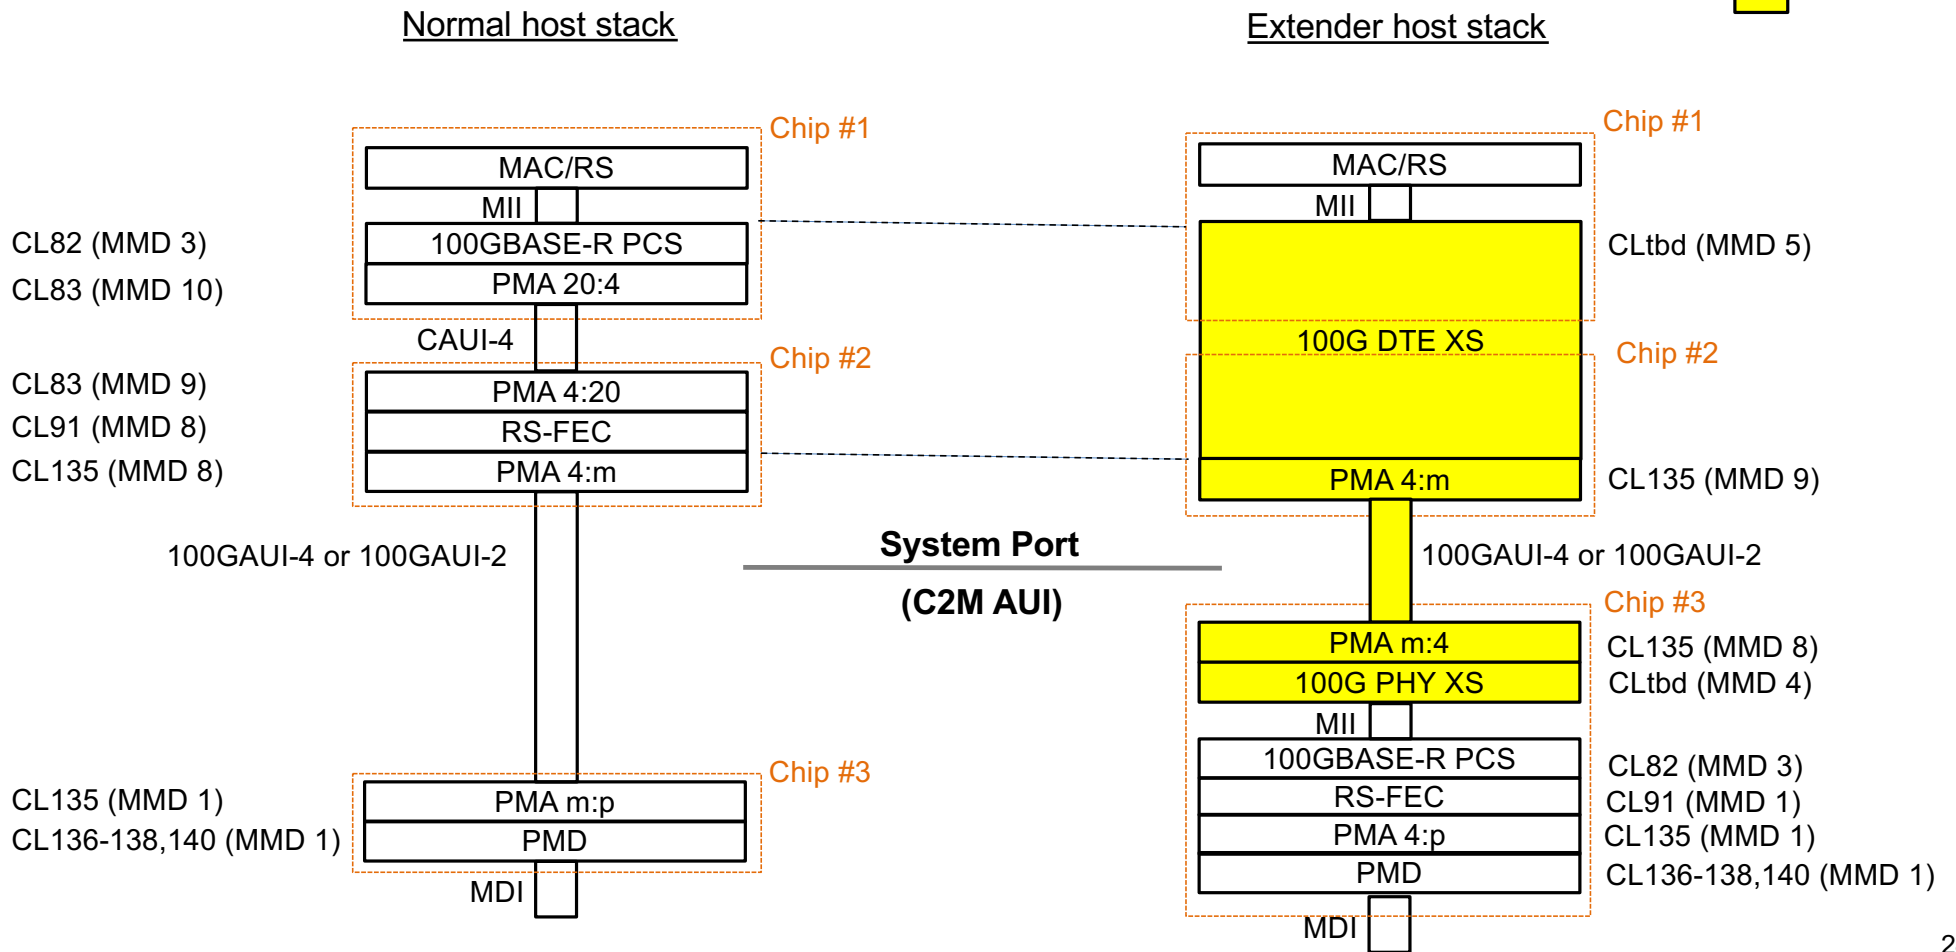 Normal host stack
Extender host stack
Chip #1
MAC/RS
MII
CL82 (MMD 3)
100GBASE-R PCS
CL83 (MMD 10)
PMA 20:4
CAUI-4
Chip #2
CL83 (MMD 9)
PMA 4:20
CL91 (MMD 8)
RS-FEC
CL135 (MMD 8)
PMA 4:m
100GAUI-4 or 100GAUI-2
Chip #3
CL135 (MMD 1)
PMA m:p
CL136-138,140 (MMD 1)
PMD
MDI
System Port
(C2M AUI)
Chip #1
MAC/RS
MII
CLtbd (MMD 5)
100G DTE XS
Chip #2
PMA 4:m
CL135 (MMD 9)
100GAUI-4 or 100GAUI-2
Chip #3
PMA m:4
CL135 (MMD 8)
100G PHY XS
CLtbd (MMD 4)
MII
100GBASE-R PCS
CL82 (MMD 3)
RS-FEC
CL91 (MMD 1)
PMA 4:p
CL135 (MMD 1)
PMD
CL136-138,140 (MMD 1)
MDI
2